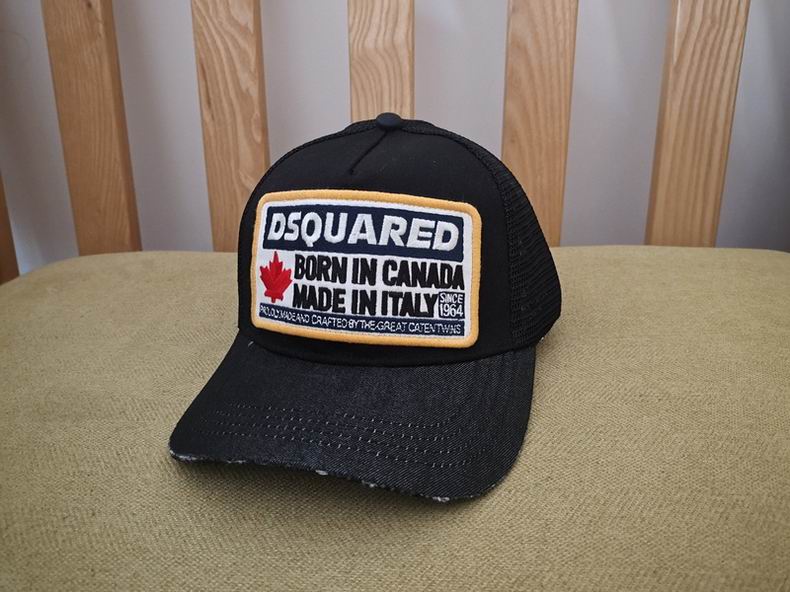 DSQUARED
BORN IN CANADA
MADE IN ITALY
SINCE
1964
PROUDLY MADE AND CRAFTED BY THE GREAT CATEN TWINS